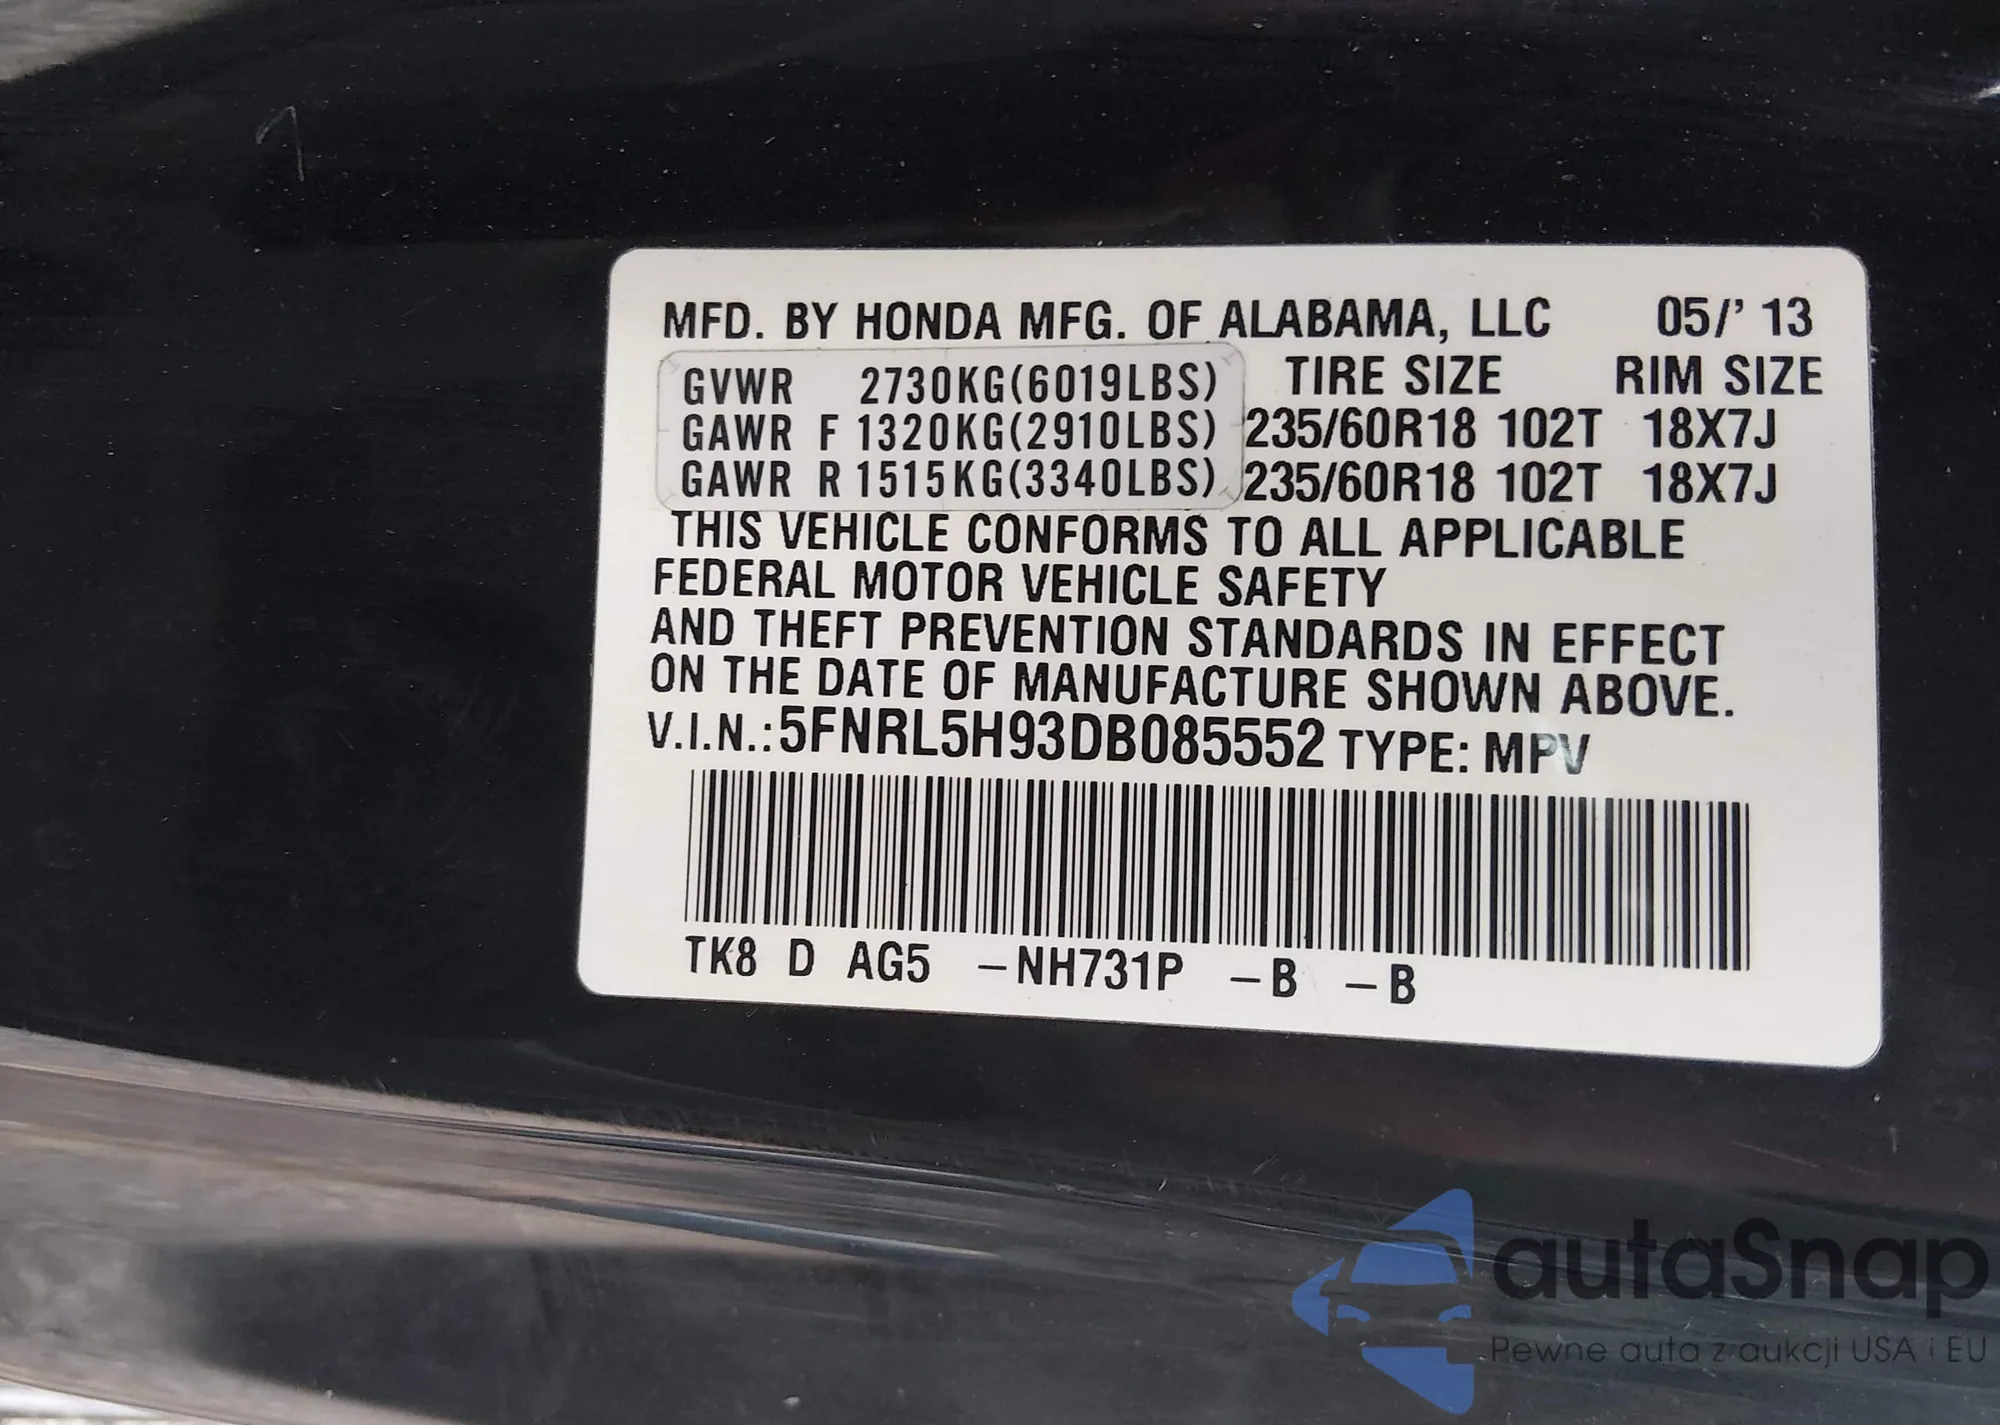 MFD. BY HONDA MFG. OF ALABAMA, LLC 05/' 13
TIRE SIZE RIM SIZE
GVWR 2730KG(6019LBS)
GAWR F 1320KG(2910LBS) 235/60R18 102T 18X7J
GAWR R 1515KG(3340LBS) 235/60R18 102T 18X7J
THIS VEHICLE CONFORMS TO ALL APPLICABLE
FEDERAL MOTOR VEHICLE SAFETY
AND THEFT PREVENTION STANDARDS IN EFFECT
ON THE DATE OF MANUFACTURE SHOWN ABOVE.
V.I.N.: 5FNRL5H93DB085552 TYPE: MPV
TK8 D AG5 –NH731P –B –B
autaSnap
Pewne auta z aukcji USA i EU